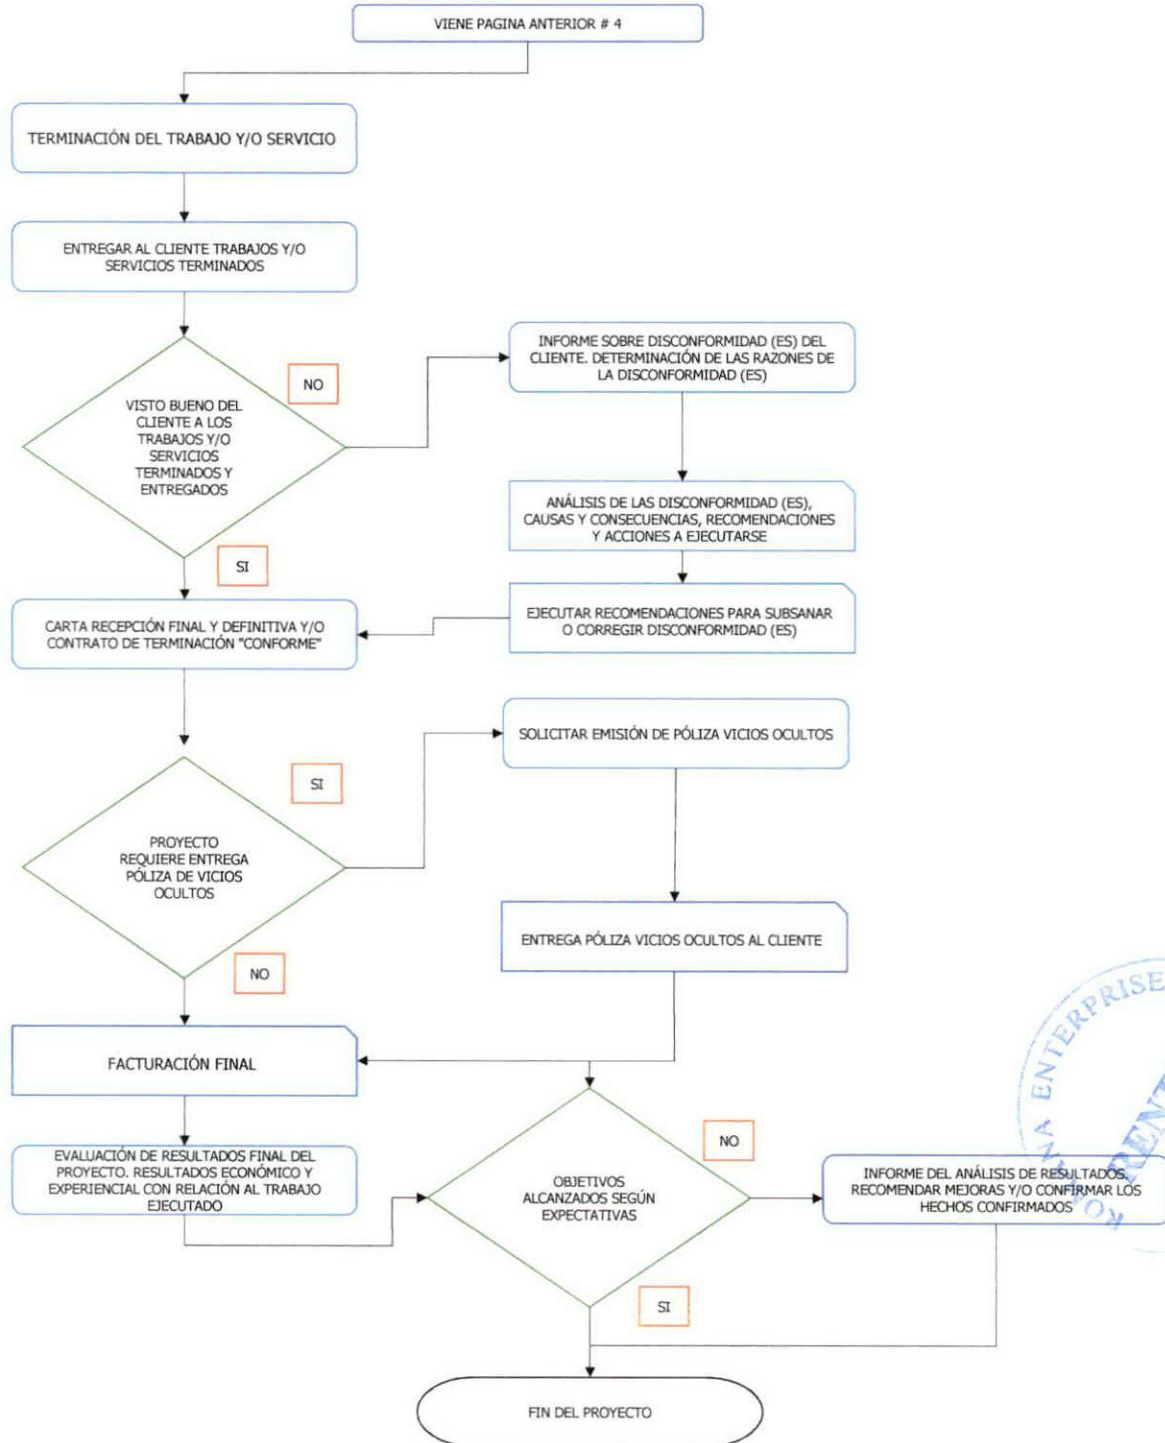 VIENE PAGINA ANTERIOR # 4
TERMINACIÓN DEL TRABAJO Y/O SERVICIO
ENTREGAR AL CLIENTE TRABAJOS Y/O
SERVICIOS TERMINADOS
VISTO BUENO DEL
CLIENTE A LOS
TRABAJOS Y/O
SERVICIOS
TERMINADOS Y
ENTREGADOS
NO
INFORME SOBRE DISCONFORMIDAD (ES) DEL
CLIENTE. DETERMINACIÓN DE LAS RAZONES DE
LA DISCONFORMIDAD (ES)
ANÁLISIS DE LAS DISCONFORMIDAD (ES),
CAUSAS Y CONSECUENCIAS, RECOMENDACIONES
Y ACCIONES A EJECUTARSE
EJECUTAR RECOMENDACIONES PARA SUBSANAR
O CORREGIR DISCONFORMIDAD (ES)
SI
CARTA RECEPCIÓN FINAL Y DEFINITIVA Y/O
CONTRATO DE TERMINACIÓN "CONFORME"
PROYECTO
REQUIERE ENTREGA
PÓLIZA DE VICIOS
OCULTOS
SI
SOLICITAR EMISIÓN DE PÓLIZA VICIOS OCULTOS
ENTREGA PÓLIZA VICIOS OCULTOS AL CLIENTE
NO
FACTURACIÓN FINAL
EVALUACIÓN DE RESULTADOS FINAL DEL
PROYECTO. RESULTADOS ECONÓMICO Y
EXPERIENCIAL CON RELACIÓN AL TRABAJO
EJECUTADO
OBJETIVOS
ALCANZADOS SEGÚN
EXPECTATIVAS
NO
INFORME DEL ANÁLISIS DE RESULTADOS.
RECOMENDAR MEJORAS Y/O CONFIRMAR LOS
HECHOS CONFIRMADOS
SI
FIN DEL PROYECTO
ENTERPRISE